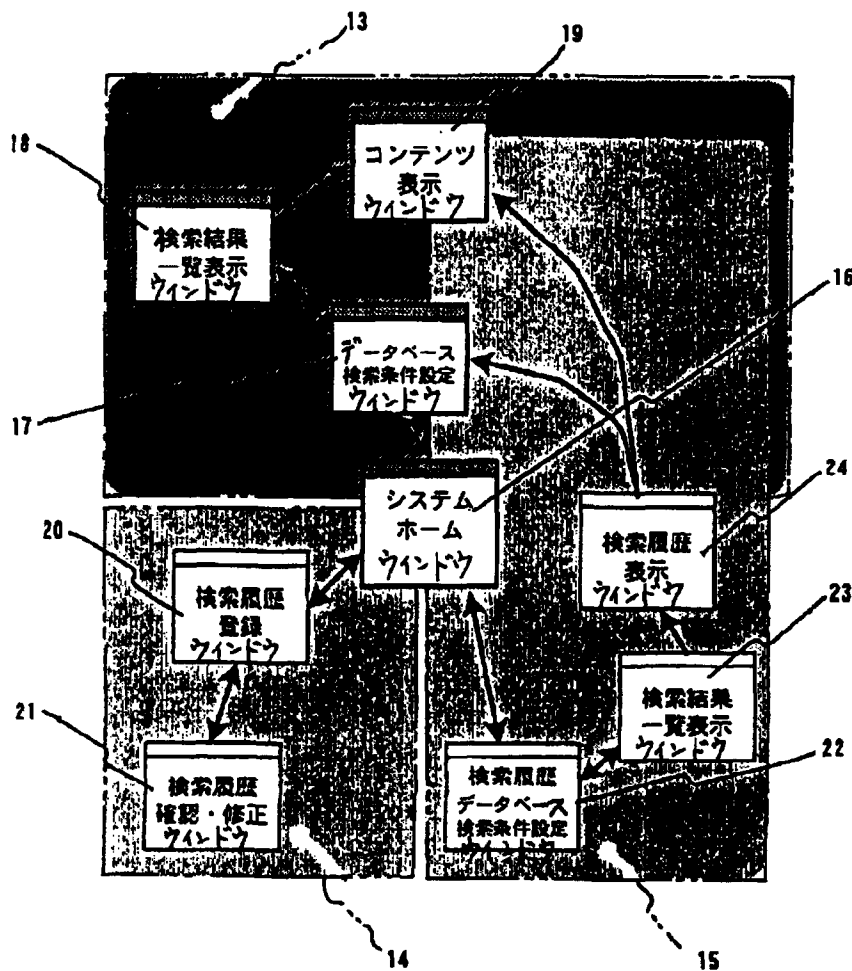 13
19
18
コンテンツ
表示
ウィンドウ
検索結果
一覧表示
ウィンドウ
16
データベース
検索条件設定
ウィンドウ
17
システム
ホーム
ウィンドウ
24
20
検索履歴
表示
ウィンドウ
検索履歴
登録
ウィンドウ
23
21
検索結果
一覧表示
ウィンドウ
22
検索履歴
確認・修正
ウィンドウ
検索履歴
データベース
検索条件設定
ウィンドウ
14
15